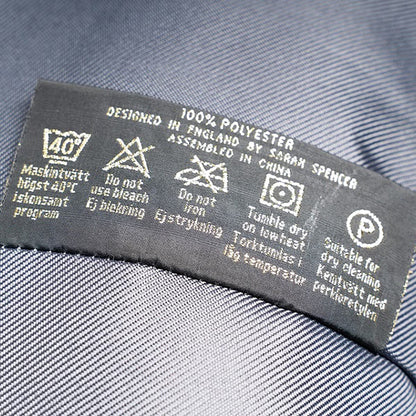 100% POLYESTER
DESIGNED IN ENGLAND BY SARAH SPENCER
ASSEMBLED IN CHINA
40°
Maskintvätt
högst 40°C
iskonsamt
program
Do not
use bleach
Ej blekning
Do not
iron
Ej strykning
Tumble dry
on low heat
Torktumlas i
låg temperatur
P
Suitable for
dry cleaning
Kemtvätt med
perkloretylen